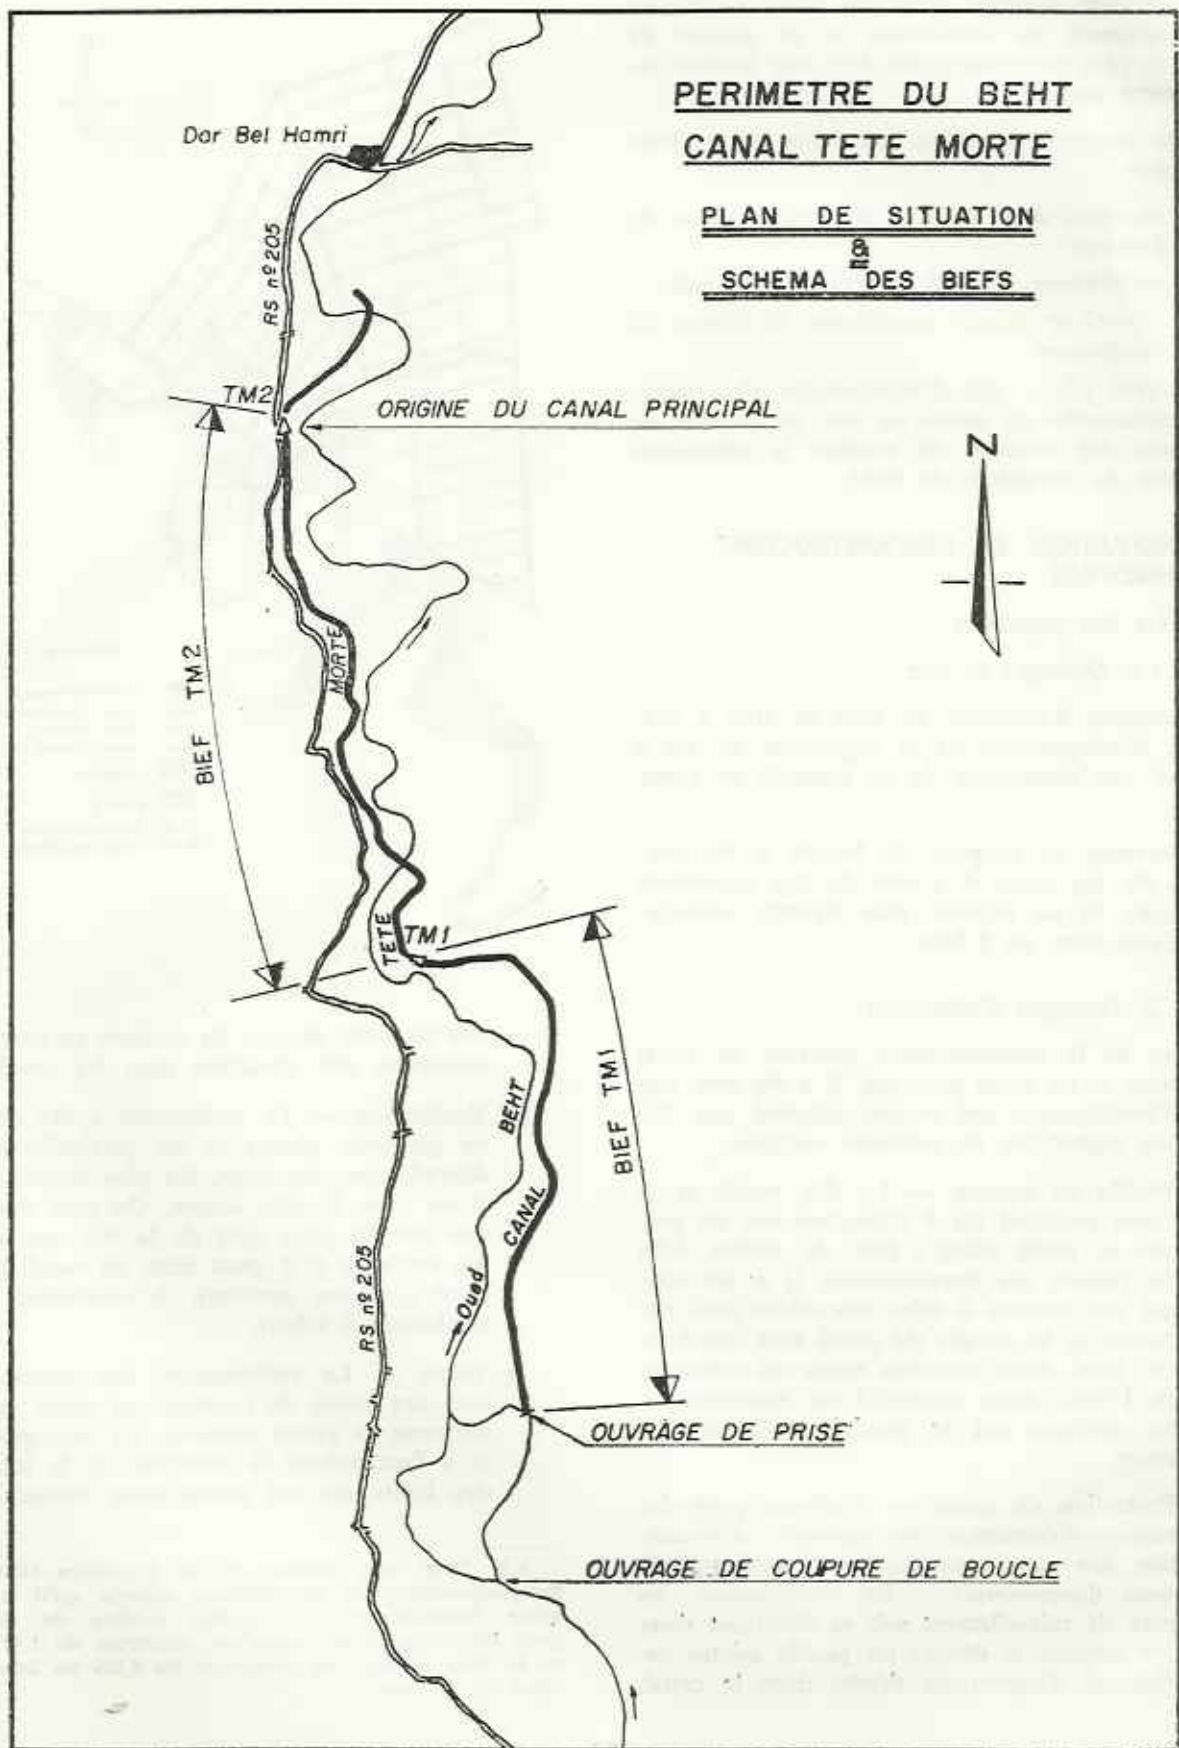 PERIMETRE DU BEHT
CANAL TETE MORTE
PLAN DE SITUATION
&
SCHEMA DES BIEFS
Dar Bel Hamri
RS nº 205
TM2
ORIGINE DU CANAL PRINCIPAL
N
BIEF TM2
MORTE
TETE
TM1
BIEF TM1
BEHT
CANAL
Oued
RS nº 205
OUVRAGE DE PRISE
OUVRAGE DE COUPURE DE BOUCLE